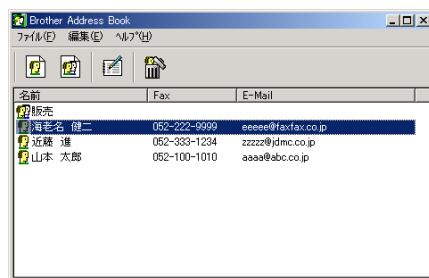 Brother Address Book
ファイル(F) 編集(E) ヘルプ(H)
名前 Fax E-Mail
販売
海老名 健二 052-222-9999 eeeee@faxfax.co.jp
近藤 進 052-333-1234 zzzzz@jdmc.co.jp
山本 太郎 052-100-1010 aaaa@abc.co.jp